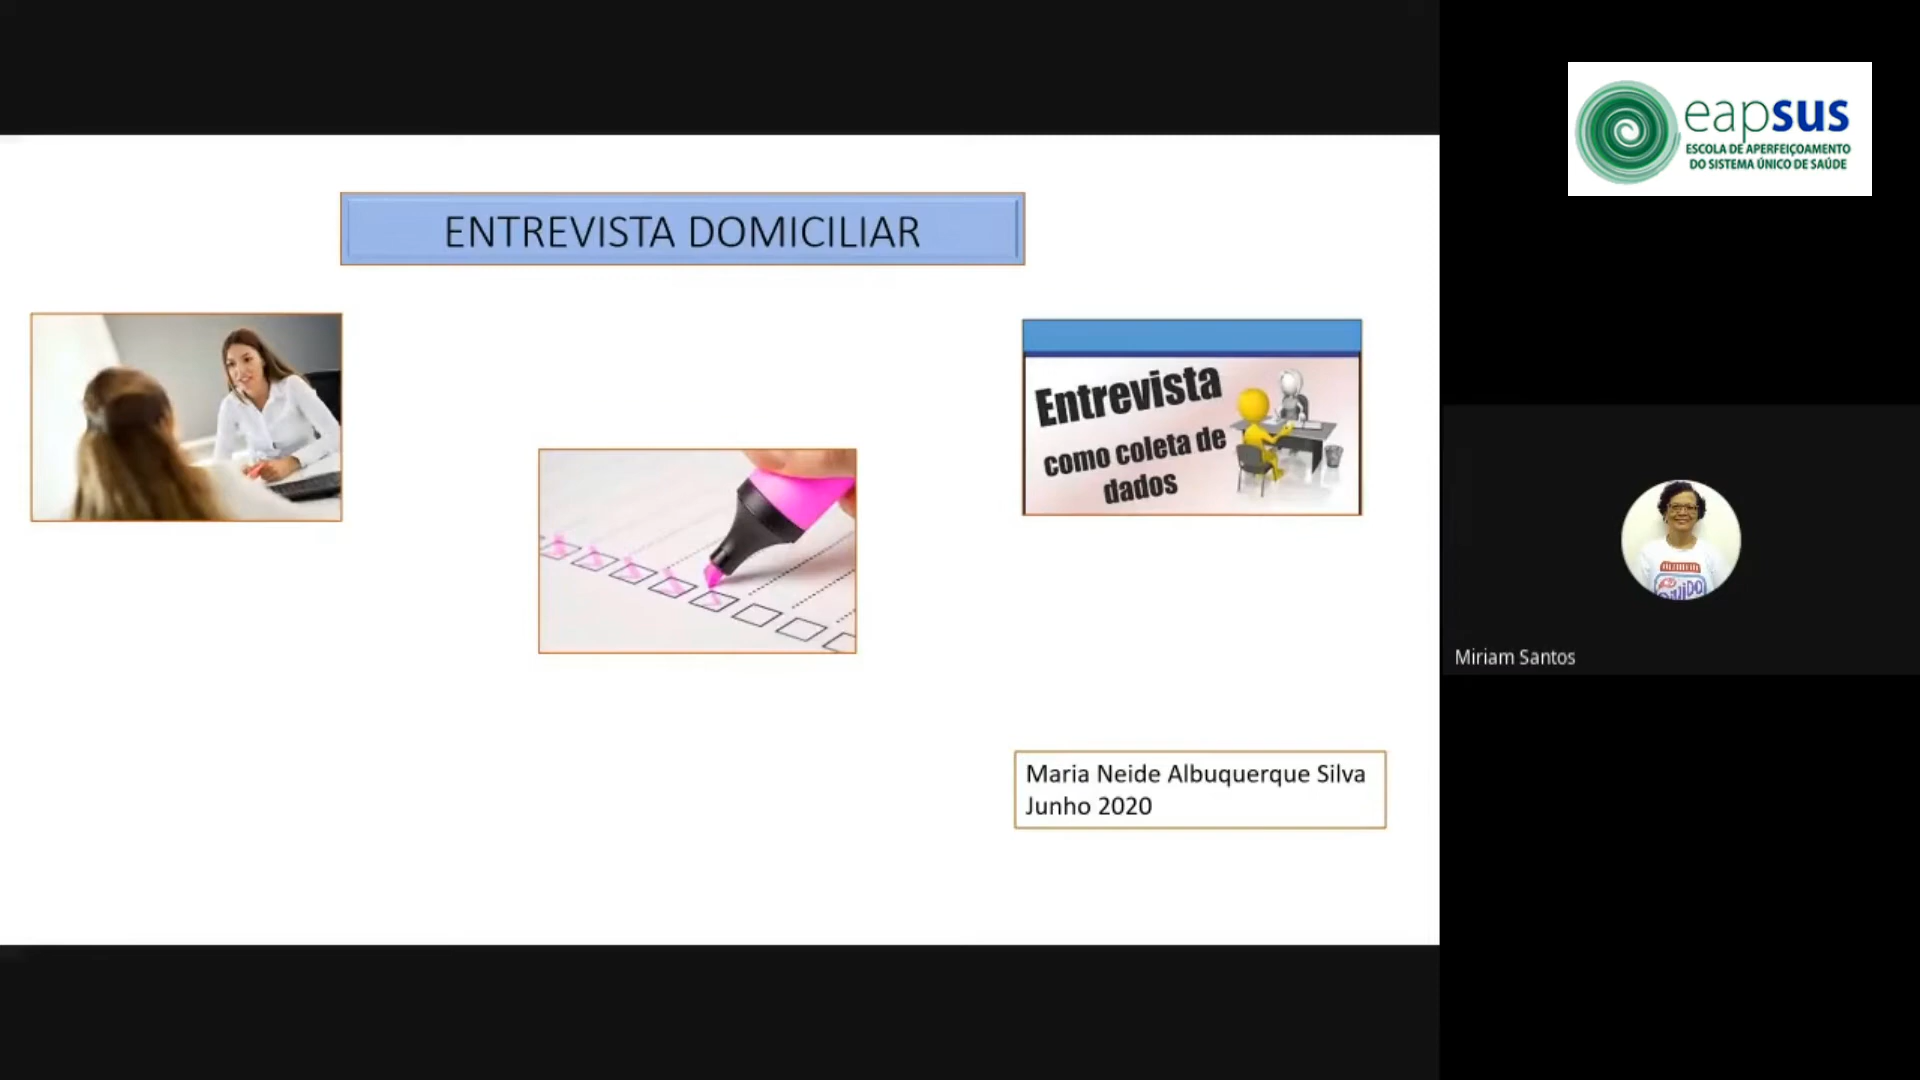 ENTREVISTA DOMICILIAR
Entrevista
como coleta de
dados
Maria Neide Albuquerque Silva
Junho 2020
eapsus
ESCOLA DE APERFEIÇOAMENTO
DO SISTEMA ÚNICO DE SAÚDE
Miriam Santos